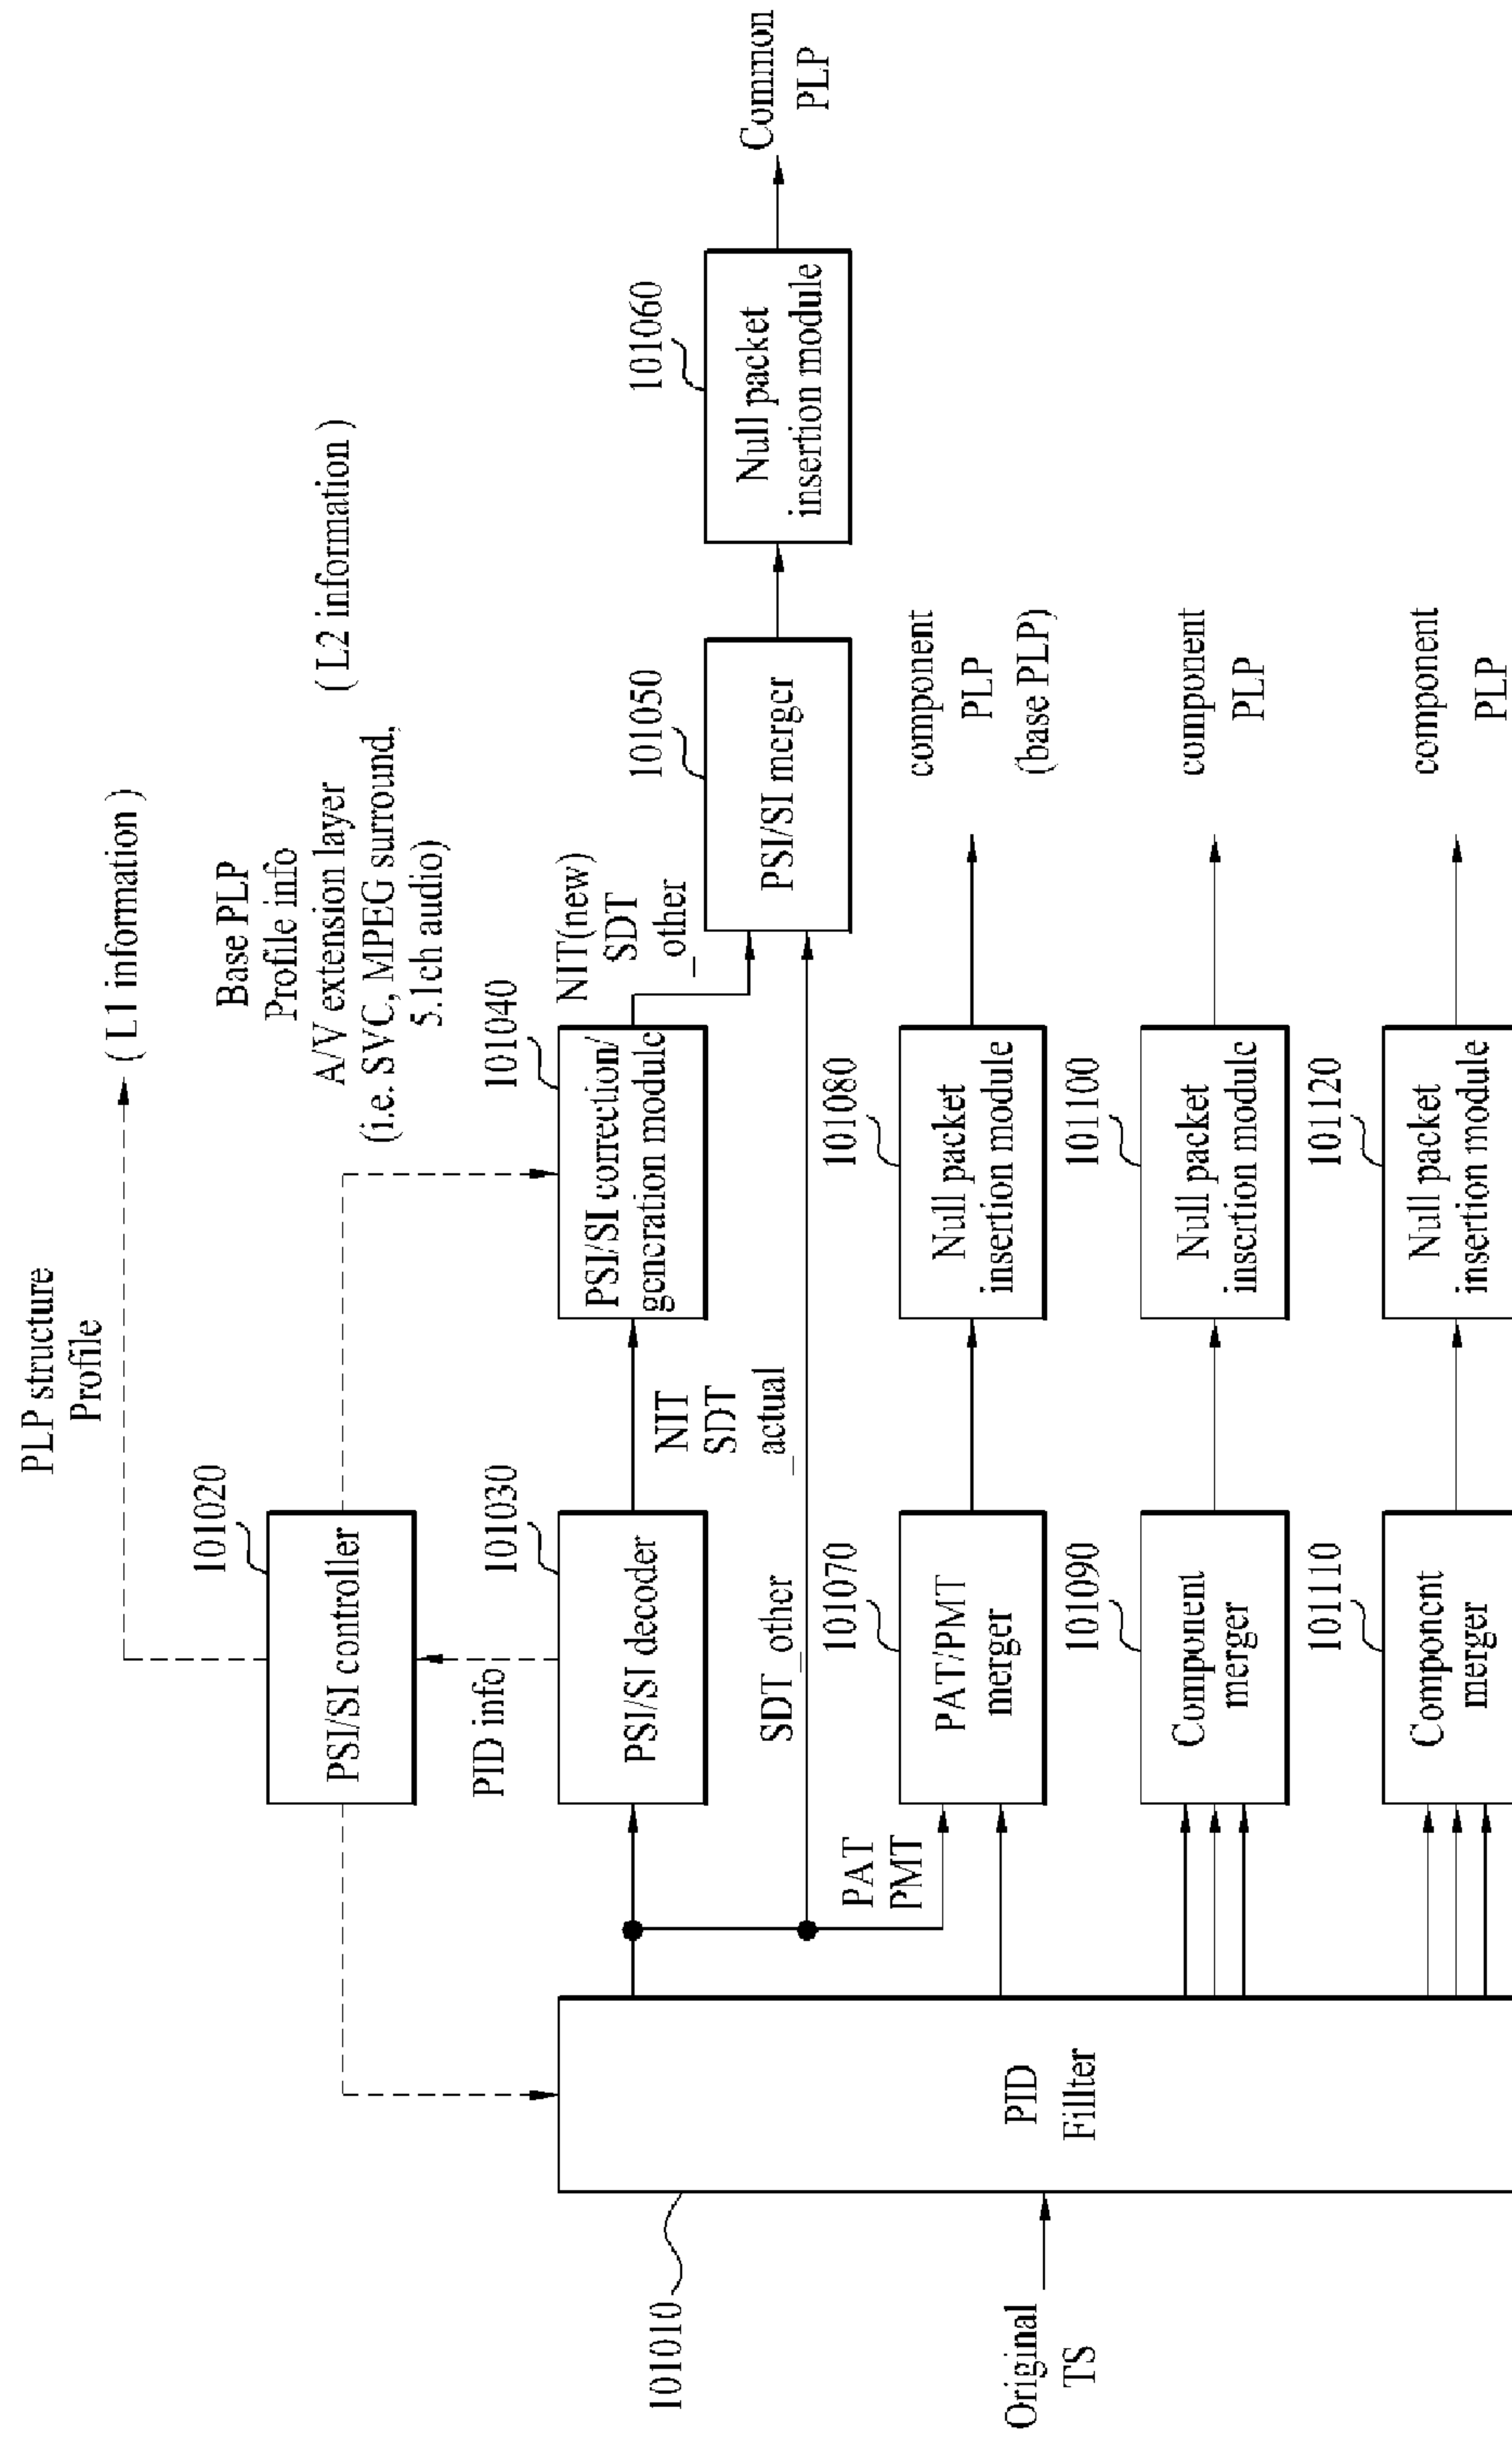 PLP structure
Profile
( L1 information )
101020
PSI/SI controller
Base PLP
Profile info
A/V extension layer
(i.e. SVC, MPEG surround,
5.1ch audio)
( L2 information )
PID info
101030
PSI/SI decoder
NIT
SDT
_actual
101040
PSI/SI correction/
generation module
NIT(new)
SDT
_other
101050
PSI/SI merger
101060
Null packet
insertion module
Common
PLP
SDT_other
PAT
PMT
101070
PAT/PMT
merger
101080
Null packet
insertion module
component
PLP
(base PLP)
101090
Component
merger
101100
Null packet
insertion module
component
PLP
101110
Component
merger
101120
Null packet
insertion module
component
PLP
101010
PID
Fillter
Original
TS